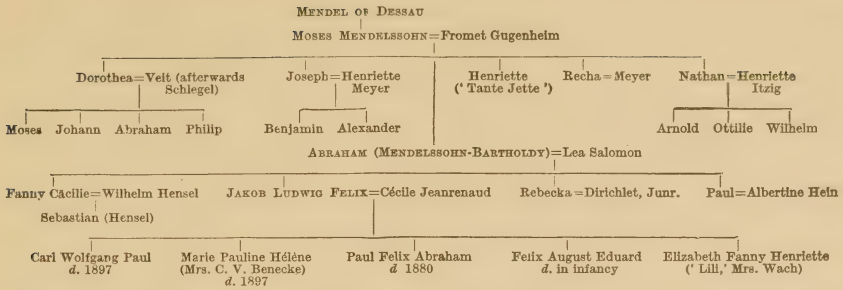 MENDEL OF DESSAU
MOSES MENDELSSOHN=Fromet Gugenheim
Dorothea=Veit (afterwards Schlegel)
Joseph=Henriette Meyer
Henriette (' Tante Jette ')
Recha=Meyer
Nathan=Henriette Itzig
Moses Johann Abraham Philip
Benjamin Alexander
Arnold Ottilie Wilhelm
ABRAHAM (MENDELSSOHN-BARTHOLDY)=Lea Salomon
Fanny Cäcilie=Wilhelm Hensel
JAKOB LUDWIG FELIX=Cécile Jeanrenaud
Rebecka=Dirichlet, Junr.
Paul=Albertine Hein
Sebastian (Hensel)
Carl Wolfgang Paul
d. 1897
Marie Pauline Hélène
(Mrs. C. V. Benecke)
d. 1897
Paul Felix Abraham
d 1880
Felix August Eduard
d. in infancy
Elizabeth Fanny Henriette
(' Lili,' Mrs. Wach)